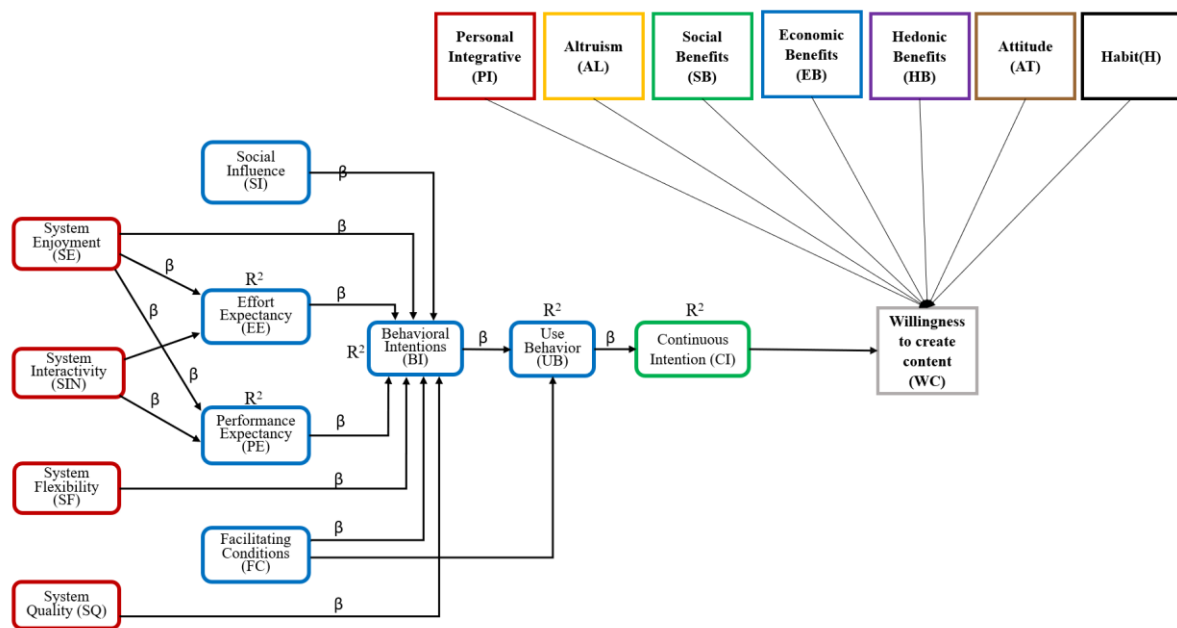 Personal
Integrative
(PI)
Altruism
(AL)
Social
Benefits
(SB)
Economic
Benefits
(EB)
Hedonic
Benefits
(HB)
Attitude
(AT)
Habit(H)
Social
Influence
(SI)
β
System
Enjoyment
(SE)
β
β
R²
Effort
Expectancy
(EE)
β
β
System
Interactivity
(SIN)
β
β
R²
Performance
Expectancy
(PE)
β
R²
Behavioral
Intentions
(BI)
β
R²
Use
Behavior
(UB)
β
R²
Continuous
Intention (CI)
Willingness
to create
content
(WC)
System
Flexibility
(SF)
β
Facilitating
Conditions
(FC)
β
System
Quality (SQ)
β